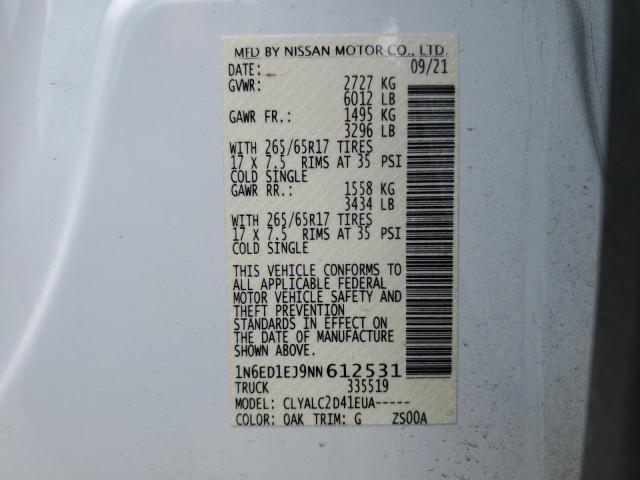 MFD BY NISSAN MOTOR CO., LTD.
DATE: 09/21
GVWR: 2727 KG
6012 LB
GAWR FR.: 1495 KG
3296 LB
WITH 265/65R17 TIRES
17 X 7.5 RIMS AT 35 PSI
COLD SINGLE
GAWR RR.: 1558 KG
3434 LB
WITH 265/65R17 TIRES
17 X 7.5 RIMS AT 35 PSI
COLD SINGLE
THIS VEHICLE CONFORMS TO
ALL APPLICABLE FEDERAL
MOTOR VEHICLE SAFETY AND
THEFT PREVENTION
STANDARDS IN EFFECT ON
THE DATE OF MANUFACTURE
SHOWN ABOVE.
1N6ED1EJ9NN612531
TRUCK 335519
MODEL: CLYALC2D41EUA-----
COLOR: QAK TRIM: G ZS00A